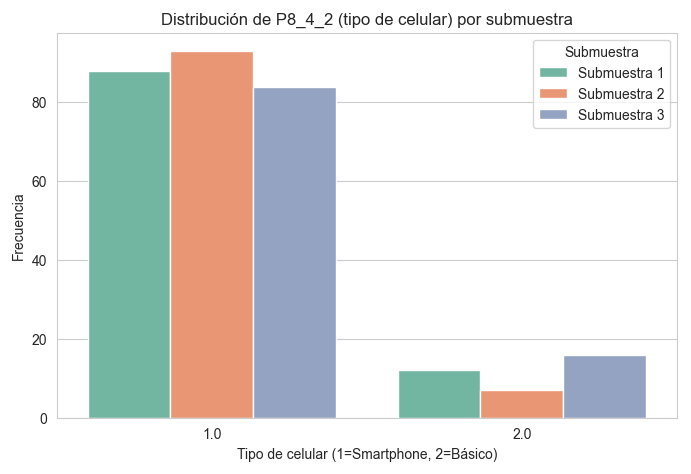 Distribución de P8_4_2 (tipo de celular) por submuestra
Submuestra
Submuestra 1
Submuestra 2
Submuestra 3
Frecuencia
80
60
40
20
0
1.0 2.0
Tipo de celular (1=Smartphone, 2=Básico)